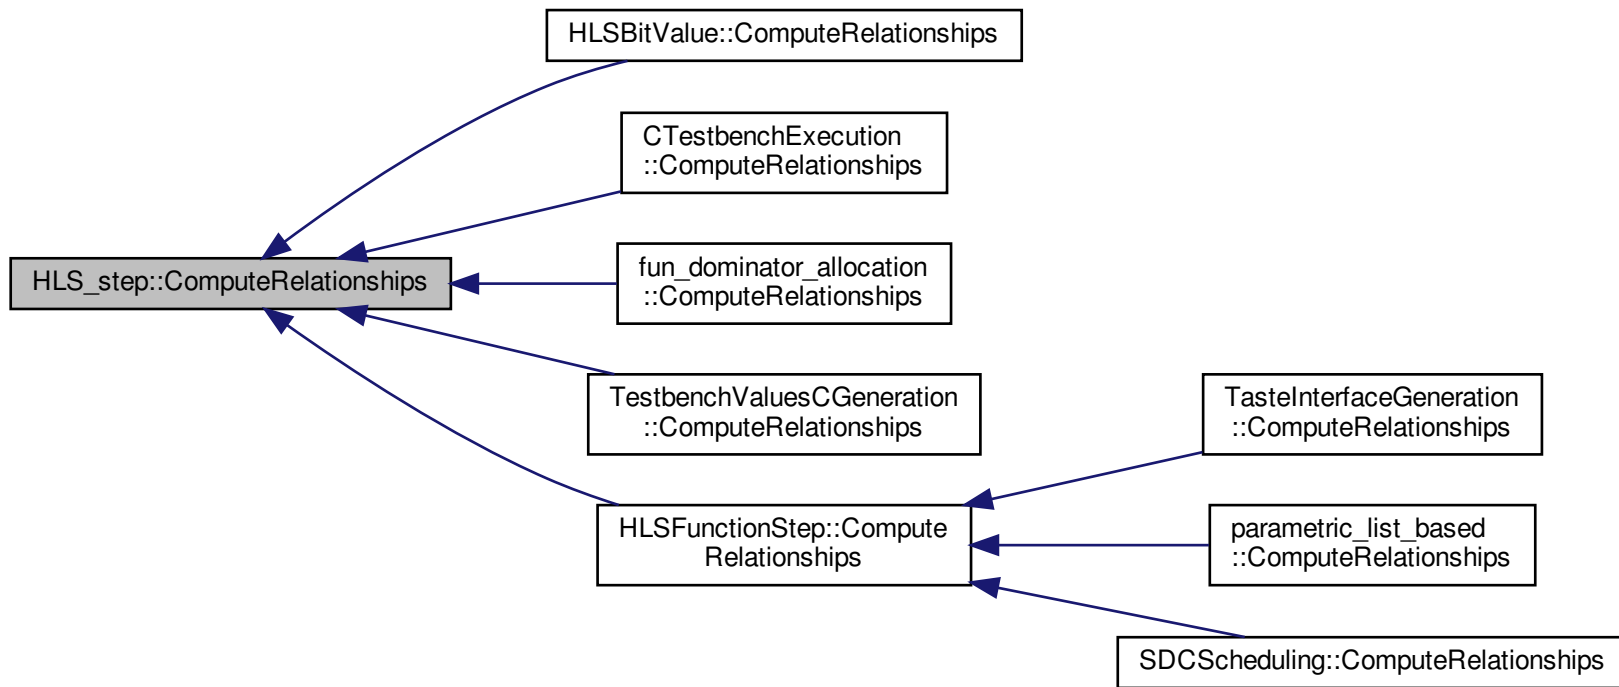 HLSBitValue::ComputeRelationships
CTestbenchExecution
::ComputeRelationships
HLS_step::ComputeRelationships
fun_dominator_allocation
::ComputeRelationships
TestbenchValuesCGeneration
::ComputeRelationships
TasteInterfaceGeneration
::ComputeRelationships
HLSFunctionStep::Compute
Relationships
parametric_list_based
::ComputeRelationships
SDCScheduling::ComputeRelationships